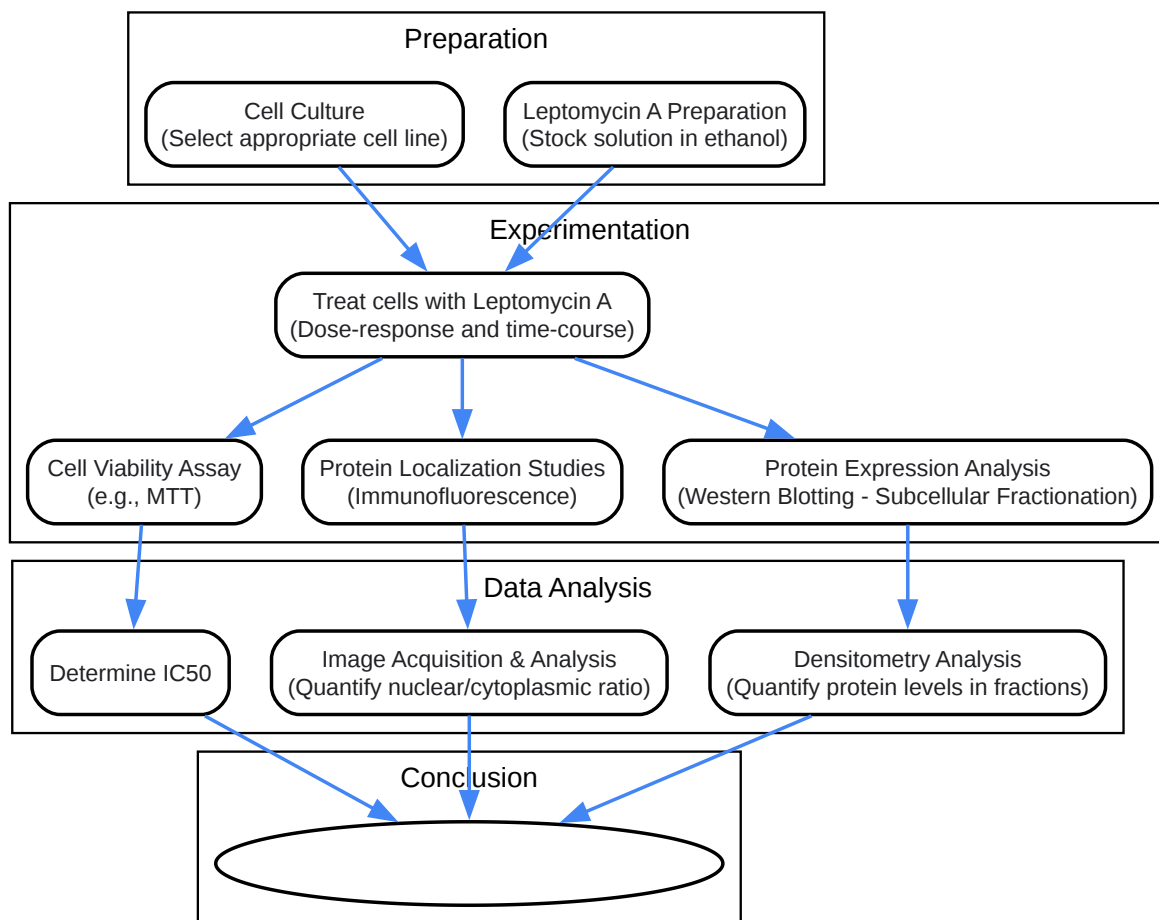 Preparation
Cell Culture
(Select appropriate cell line)
Leptomycin A Preparation
(Stock solution in ethanol)
Experimentation
Treat cells with Leptomycin A
(Dose-response and time-course)
Cell Viability Assay
(e.g., MTT)
Protein Localization Studies
(Immunofluorescence)
Protein Expression Analysis
(Western Blotting - Subcellular Fractionation)
Data Analysis
Determine IC50
Image Acquisition & Analysis
(Quantify nuclear/cytoplasmic ratio)
Densitometry Analysis
(Quantify protein levels in fractions)
Conclusion